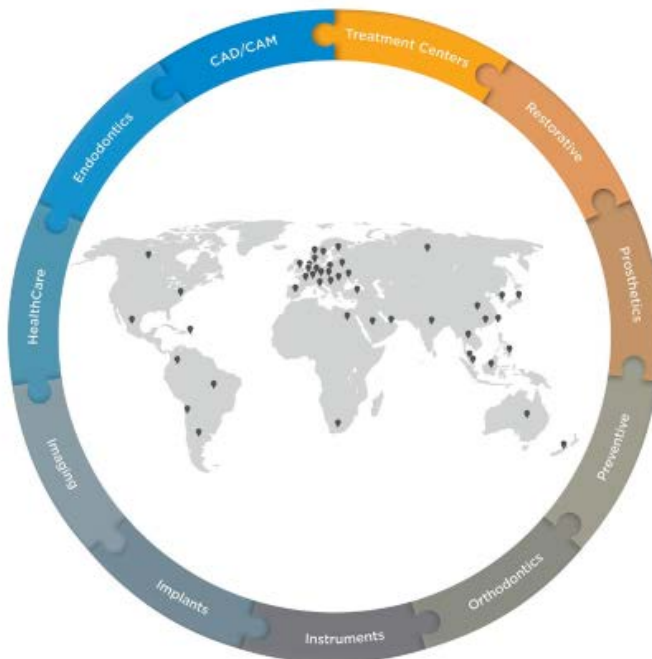 CAD/CAM
Treatment Centers
Restorative
Prosthetics
Preventive
Orthodontics
Instruments
Implants
Imaging
HealthCare
Endodontics